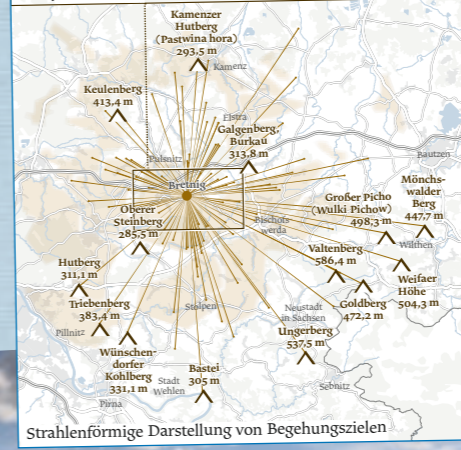 Kamenzer
Hutberg
(Pastwina hora)
293,5 m
Kamenz
Keulenberg
413,4 m
Elstra
Galgenberg,
Burkau
313,8 m
Pulsnitz
Bautzen
Bretnig
Mönchs-
walder
Berg
447,7 m
Großer Picho
(Wulki Pichow)
498,3 m
Oberer
Steinberg
285,5 m
Bischofs
werda
Wilthen
Valtenberg
586,4 m
Hutberg
311,1 m
Weifaer
Höhe
504,3 m
Triebenberg
383,4 m
Stolpen
Goldberg
472,2 m
Neustadt
in Sachsen
Pillnitz
Ungerberg
537,5 m
Wünschen-
dorfer
Kohlberg
331,1 m
Bastei
305 m
Stadt
Wehlen
Sebnitz
Pirna
Strahlenförmige Darstellung von Begehungszielen